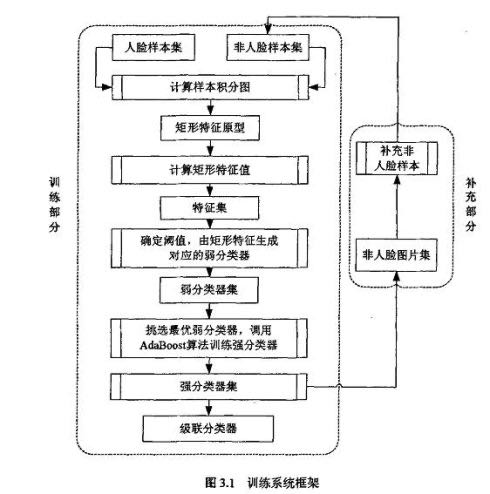 人脸样本集
非人脸样本集
计算样本积分图
矩形特征原型
计算矩形特征值
特征集
确定阈值，由矩形特征生成
对应的弱分类器
弱分类器集
挑选最优弱分类器，调用
AdaBoost算法训练强分类器
强分类器集
级联分类器
训练部分
补充非
人脸样本
非人脸图片集
补充部分
图 3.1 训练系统框架